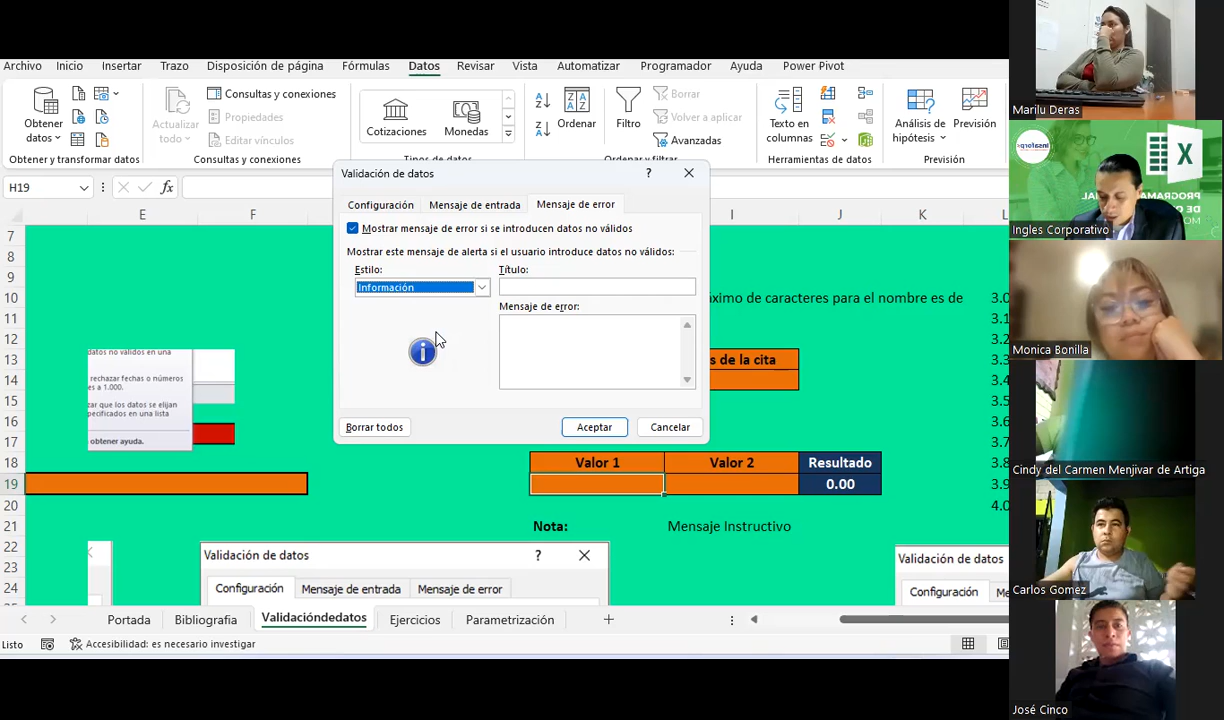 Archivo Inicio Insertar Trazo Disposición de página Fórmulas Datos Revisar Vista Automatizar Programador Ayuda Power Pivot
Obtener datos
Actualizar todo
Consultas y conexiones
Propiedades
Editar vínculos
Cotizaciones
Monedas
Ordenar
Filtro
Borrar
Volver a aplicar
Avanzadas
Texto en columnas
Análisis de hipótesis
Previsión
Obtener y transformar datos
Consultas y conexiones
Herramientas de datos
Previsión
H19
fx
E F I J K L
Validación de datos
? ✕
Configuración Mensaje de entrada Mensaje de error
Mostrar mensaje de error si se introducen datos no válidos
Mostrar este mensaje de alerta si el usuario introduce datos no válidos:
Estilo: Título:
Información
Mensaje de error:
Borrar todos Aceptar Cancelar
7
8
9
10
11
12
13
14
15
16
17
18
19
20
21
22
23
24
áximo de caracteres para el nombre es de
3.0
3.1
3.2
3.3
3.4
3.5
3.6
3.7
3.8
3.9
4.0
datos no válidos en una
rechazar fechas o números
es a 1.000.
zar que los datos se elijan
specificados en una lista
obtener ayuda.
s de la cita
Valor 1 Valor 2 Resultado
0.00
Nota: Mensaje Instructivo
Validación de datos ? ✕
Configuración Mensaje de entrada Mensaje de error
Validación de datos
Configuración Me
Portada Bibliografia Validacióndedatos Ejercicios Parametrización +
Listo Accesibilidad: es necesario investigar
Marilu Deras
insaforp
X
Ingles Corporativo
Monica Bonilla
Cindy del Carmen Menjivar de Artiga
Carlos Gomez
José Cinco